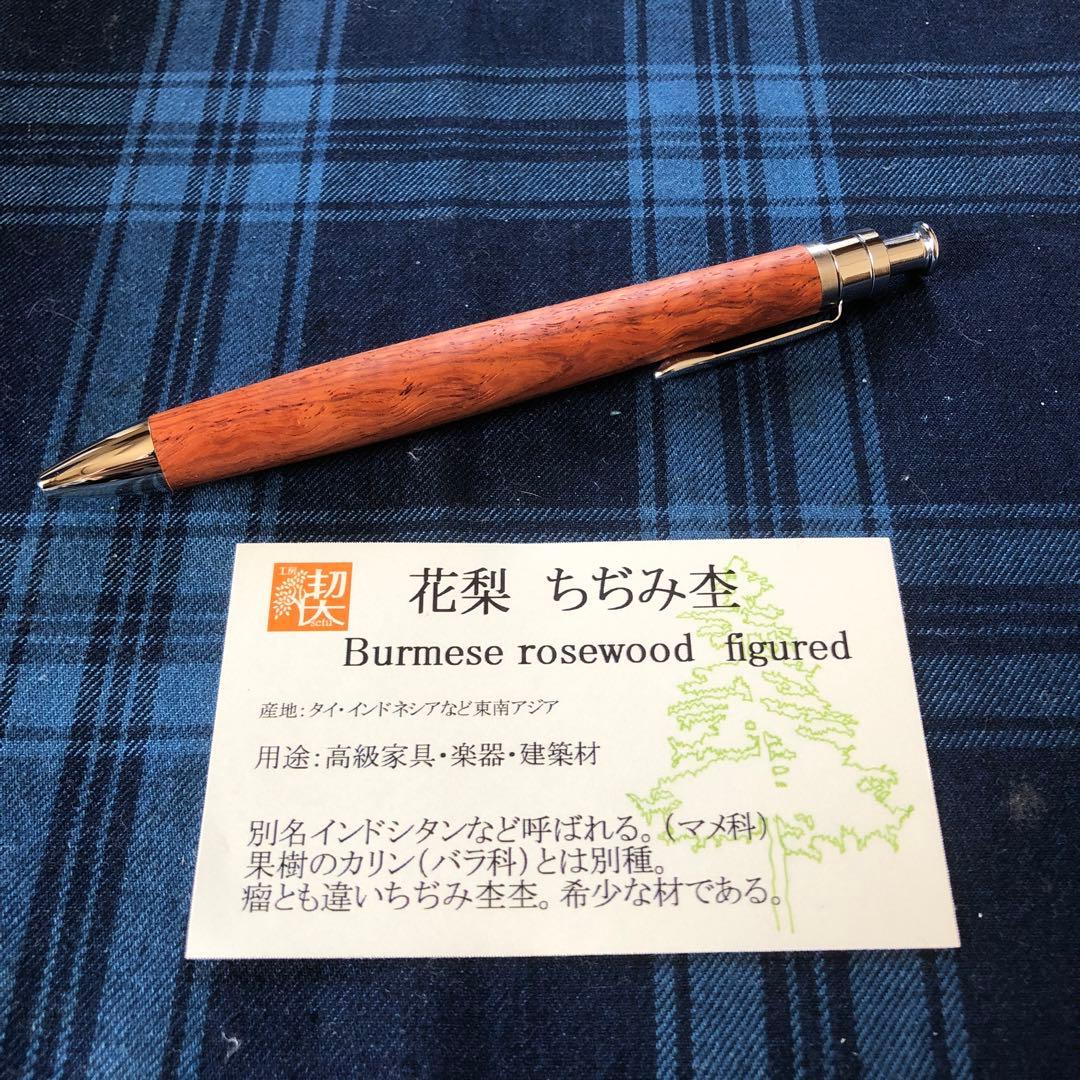 工房
契
sefu
花梨 ちぢみ杢
Burmese rosewood figured
産地：タイ・インドネシアなど東南アジア
用途：高級家具・楽器・建築材
別名インドシタンなど呼ばれる。（マメ科）
果樹のカリン（バラ科）とは別種。
瘤とも違いちぢみ杢杢。希少な材である。